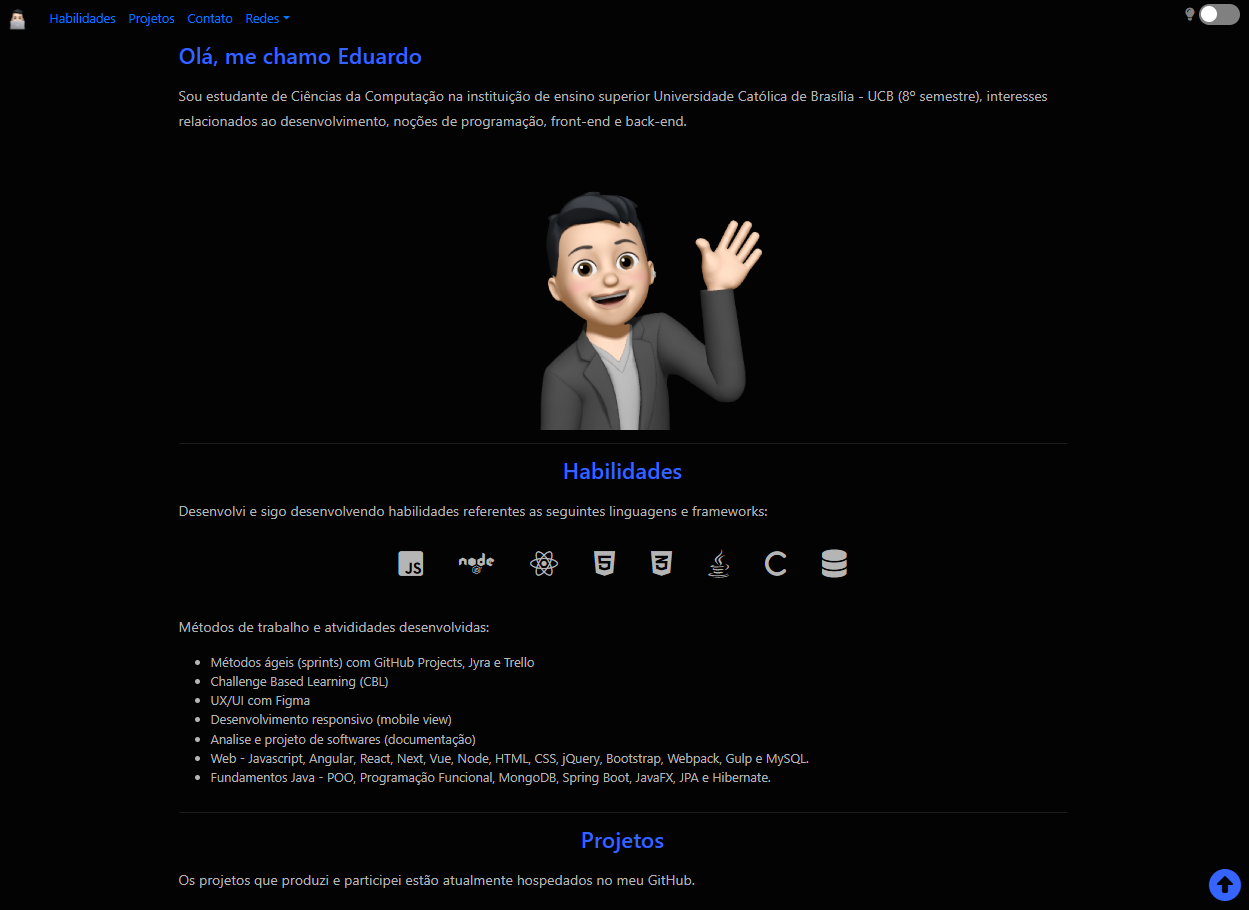 Habilidades Projetos Contato Redes
Olá, me chamo Eduardo
Sou estudante de Ciências da Computação na instituição de ensino superior Universidade Católica de Brasília - UCB (8º semestre), interesses
relacionados ao desenvolvimento, noções de programação, front-end e back-end.
Habilidades
Desenvolvi e sigo desenvolvendo habilidades referentes as seguintes linguagens e frameworks:
JS node JS 5 3 C
Métodos de trabalho e atvididades desenvolvidas:
Métodos ágeis (sprints) com GitHub Projects, Jyra e Trello
Challenge Based Learning (CBL)
UX/UI com Figma
Desenvolvimento responsivo (mobile view)
Analise e projeto de softwares (documentação)
Web - Javascript, Angular, React, Next, Vue, Node, HTML, CSS, jQuery, Bootstrap, Webpack, Gulp e MySQL.
Fundamentos Java - POO, Programação Funcional, MongoDB, Spring Boot, JavaFX, JPA e Hibernate.
Projetos
Os projetos que produzi e participei estão atualmente hospedados no meu GitHub.